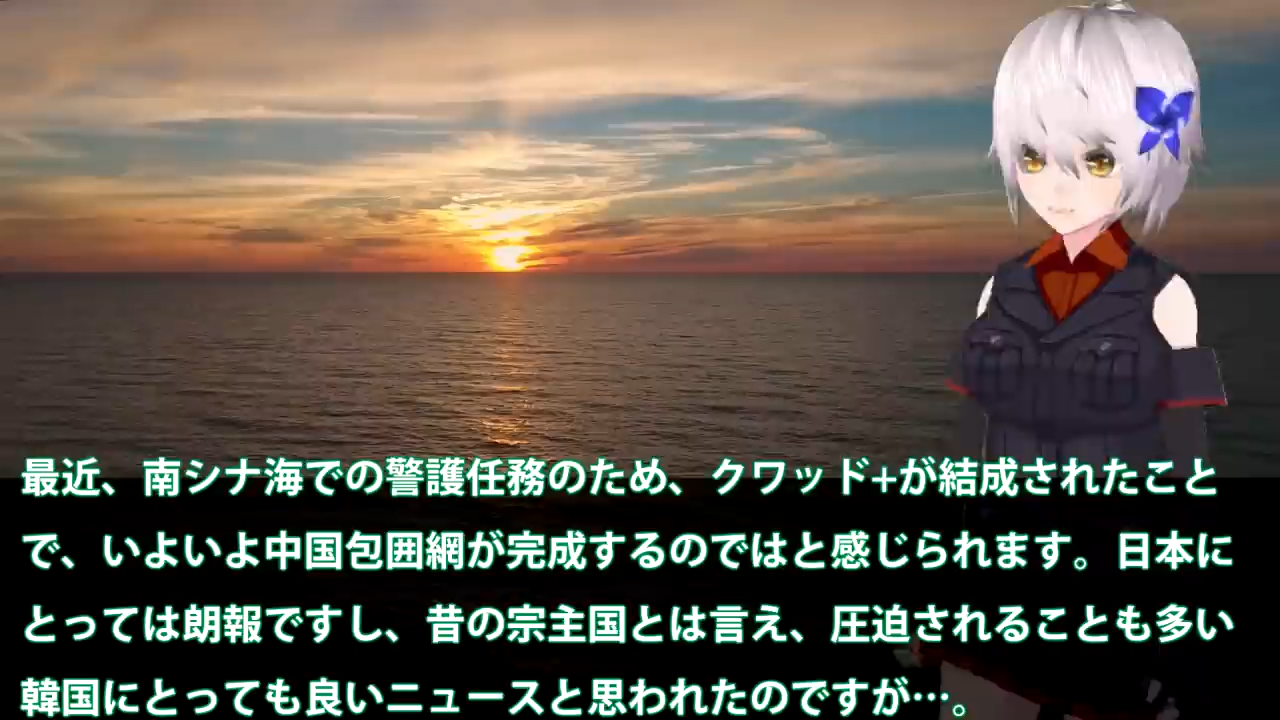 最近、南シナ海での警護任務のため、クワッド+が結成されたこと
で、いよいよ中国包囲網が完成するのではと感じられます。日本に
とっては朗報ですし、昔の宗主国とは言え、圧迫されることも多い
韓国にとっても良いニュースと思われたのですが…。